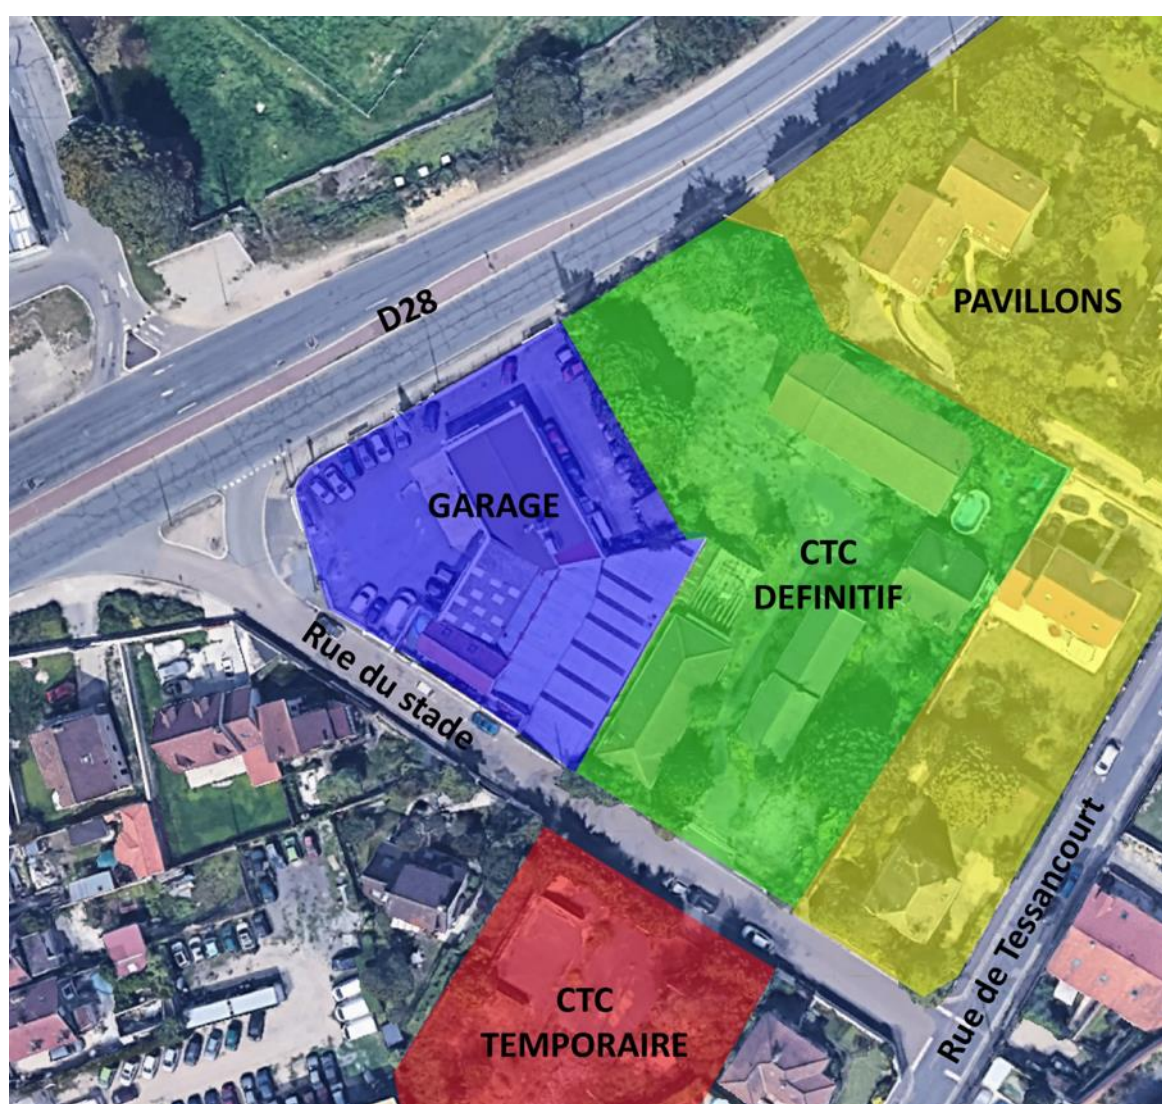 D28
PAVILLONS
GARAGE
CTC
DEFINITIF
Rue du stade
Rue de Tessancourt
CTC
TEMPORAIRE